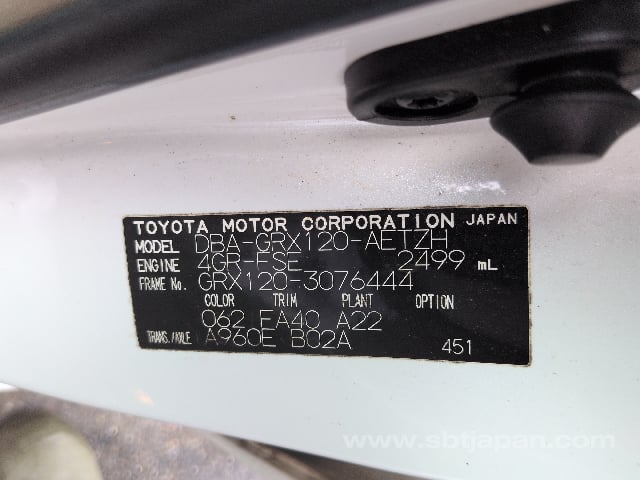 TOYOTA MOTOR CORPORATION JAPAN
MODEL DBA-GRX120-AETZH
ENGINE 4GR-FSE 2499 mL
FRAME No. GRX120-3076444
COLOR TRIM PLANT OPTION
062 FA40 A22
TRANS./AXLE A960E B02A 451
www.sbtjapan.com